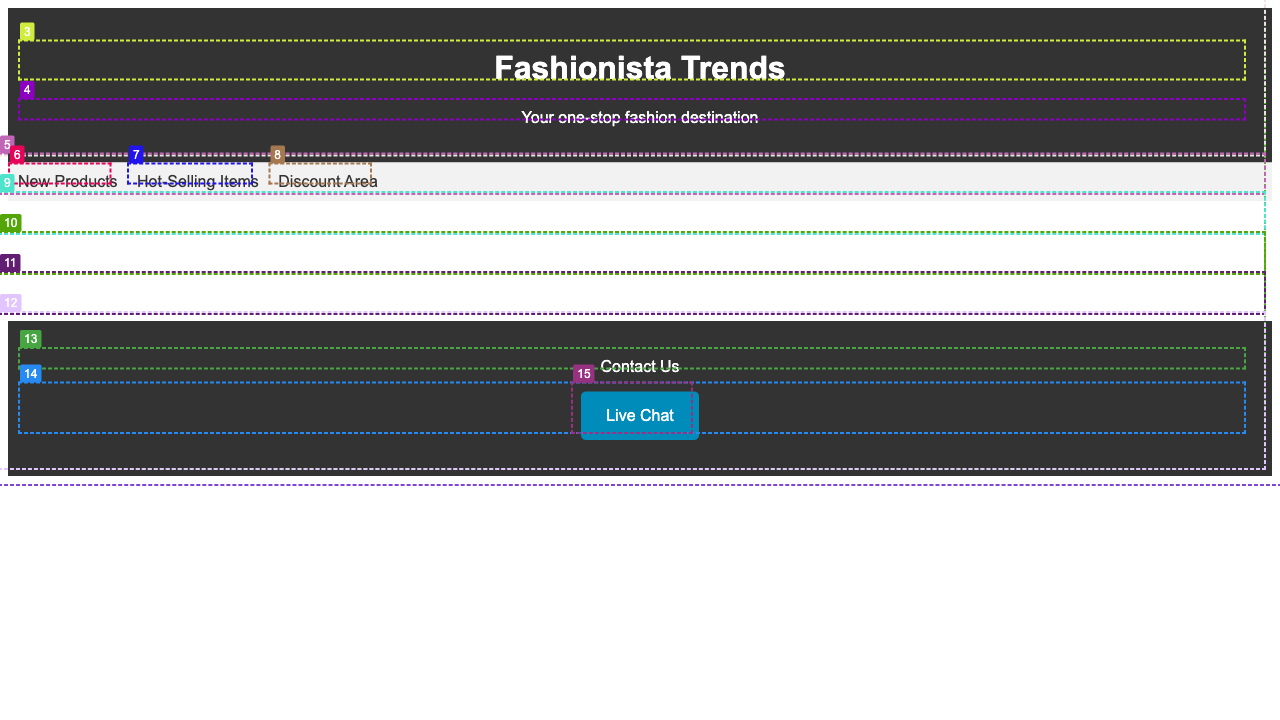 3
Fashionista Trends
4
Your one-stop fashion destination
5
6 7 8
New Products Hot-Selling Items Discount Area
9
10
11
12
13
Contact Us
14 15
Live Chat